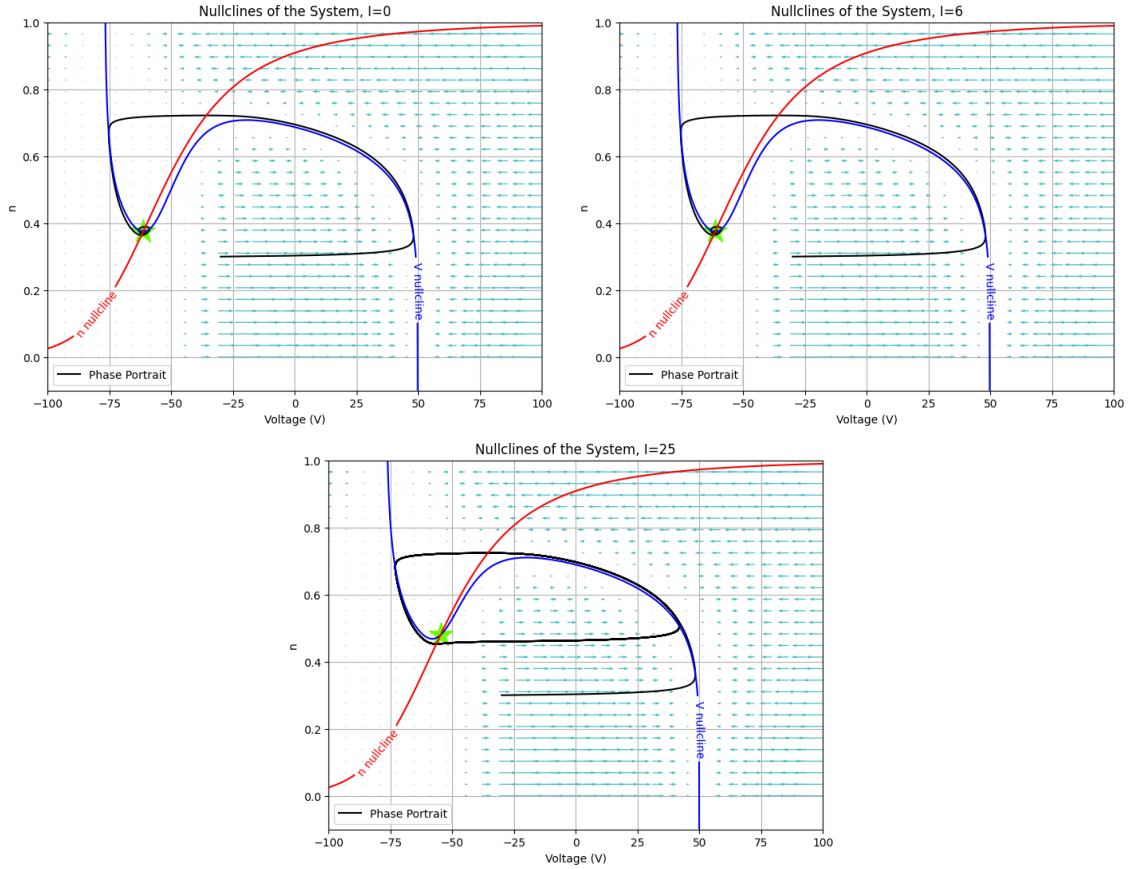 Nullclines of the System, I=0
1.0
0.8
0.6
n
0.4
0.2
0.0
n nullcline
V nullcline
Phase Portrait
−100 −75 −50 −25 0 25 50 75 100
Voltage (V)
Nullclines of the System, I=6
1.0
0.8
0.6
n
0.4
0.2
0.0
n nullcline
V nullcline
Phase Portrait
−100 −75 −50 −25 0 25 50 75 100
Voltage (V)
Nullclines of the System, I=25
1.0
0.8
0.6
n
0.4
0.2
0.0
n nullcline
V nullcline
Phase Portrait
−100 −75 −50 −25 0 25 50 75 100
Voltage (V)